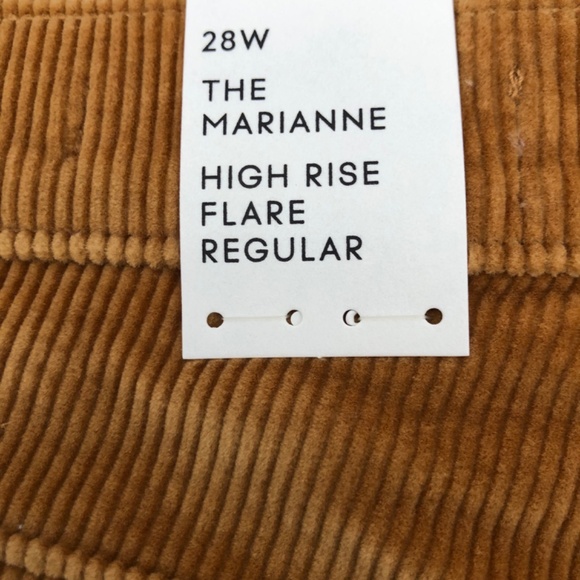 28W
THE
MARIANNE
HIGH RISE
FLARE
REGULAR